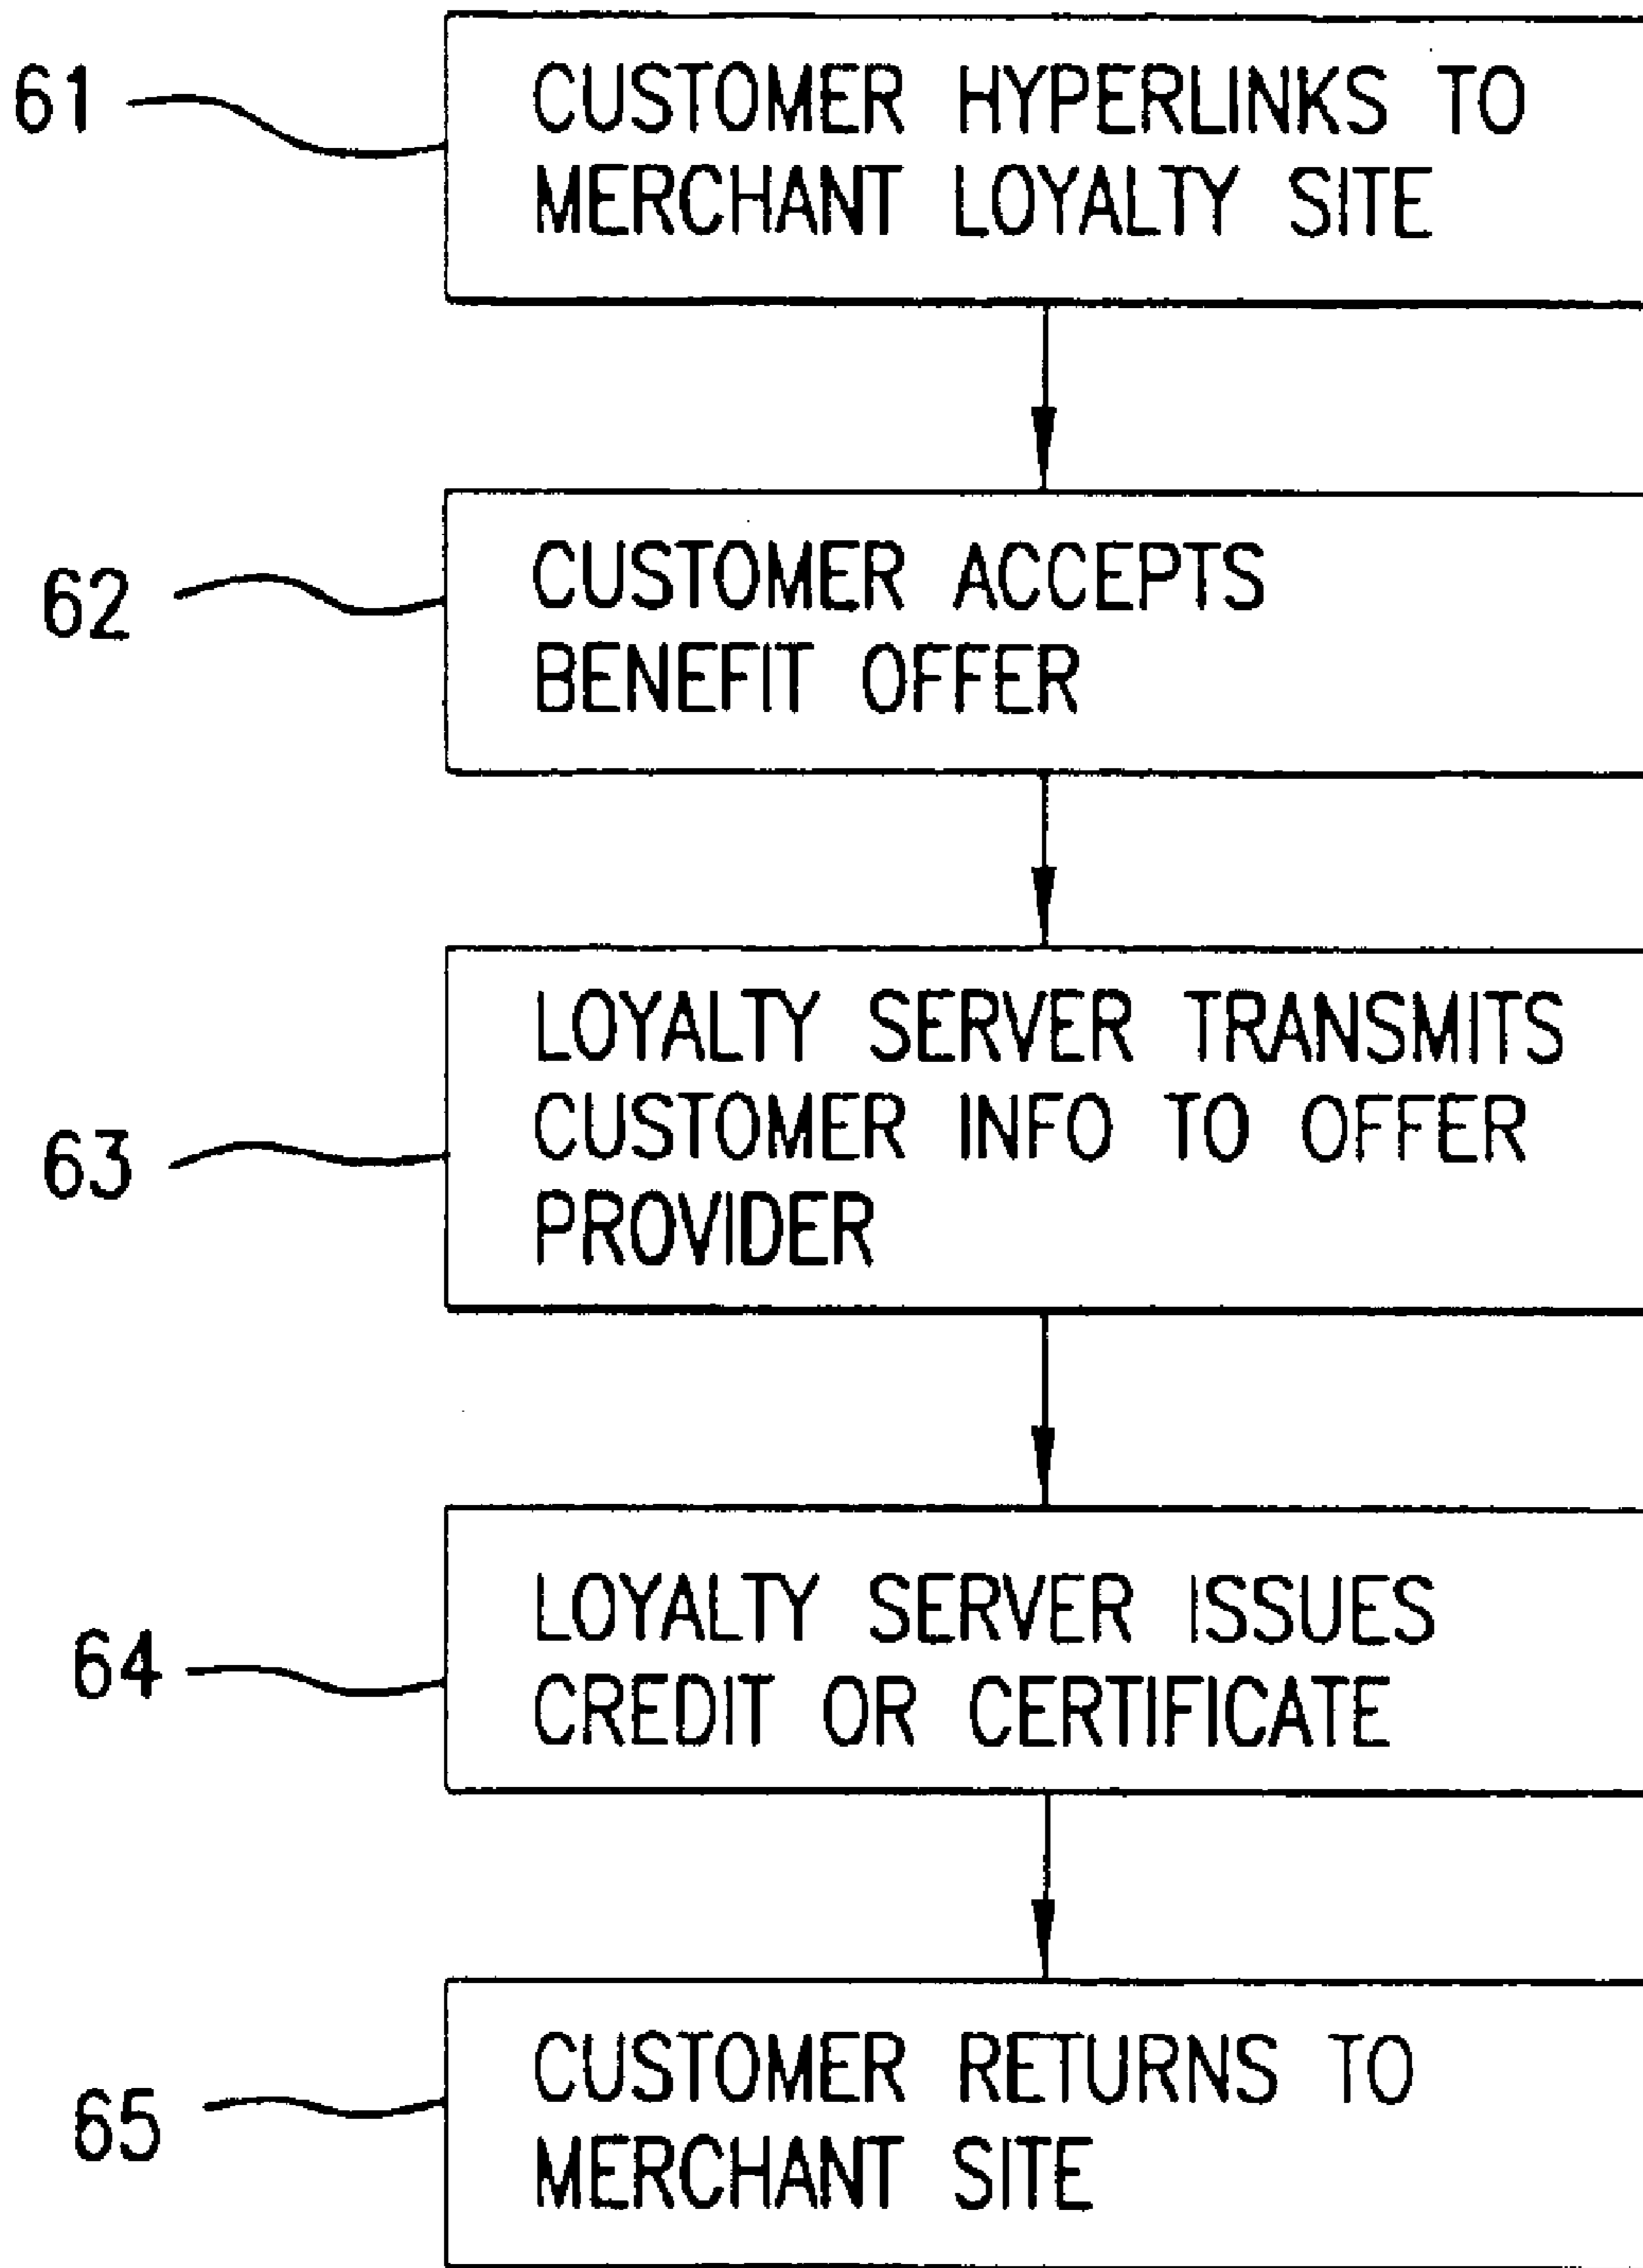 61
CUSTOMER HYPERLINKS TO
MERCHANT LOYALTY SITE
62
CUSTOMER ACCEPTS
BENEFIT OFFER
63
LOYALTY SERVER TRANSMITS
CUSTOMER INFO TO OFFER
PROVIDER
64
LOYALTY SERVER ISSUES
CREDIT OR CERTIFICATE
65
CUSTOMER RETURNS TO
MERCHANT SITE